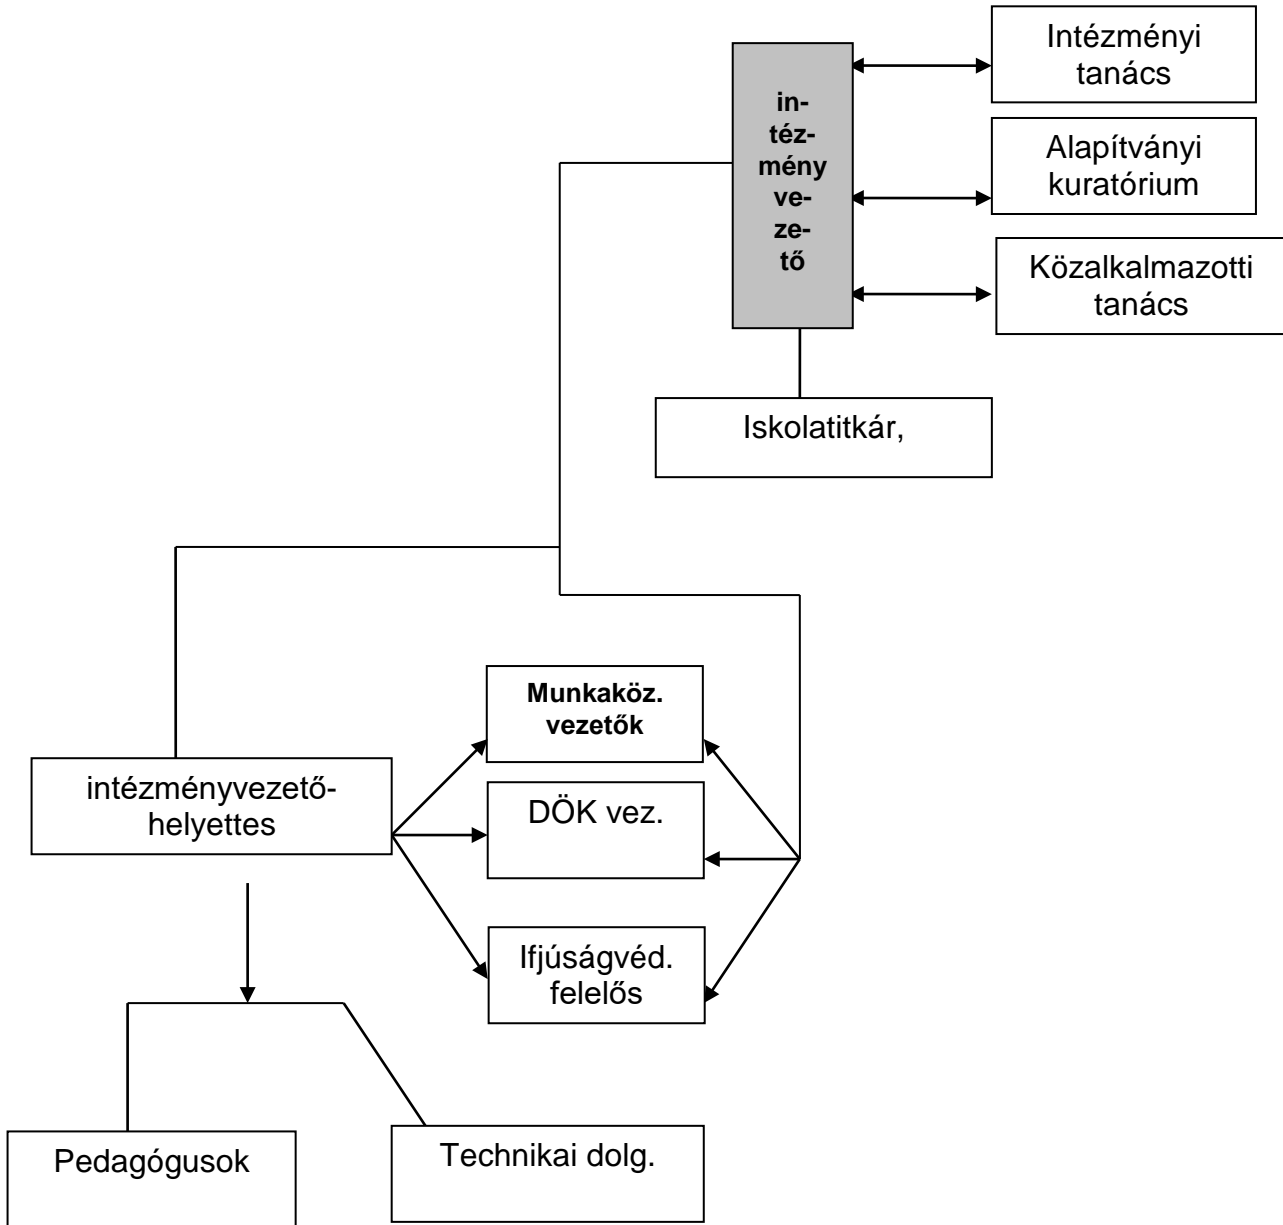 Intézményi
tanács
in-
téz-
mény
ve-
ze-
tő
Alapítványi
kuratórium
Közalkalmazotti
tanács
Iskolatitkár,
Munkaköz.
vezetők
intézményvezető-
helyettes
DÖK vez.
Ifjúságvéd.
felelős
Pedagógusok
Technikai dolg.